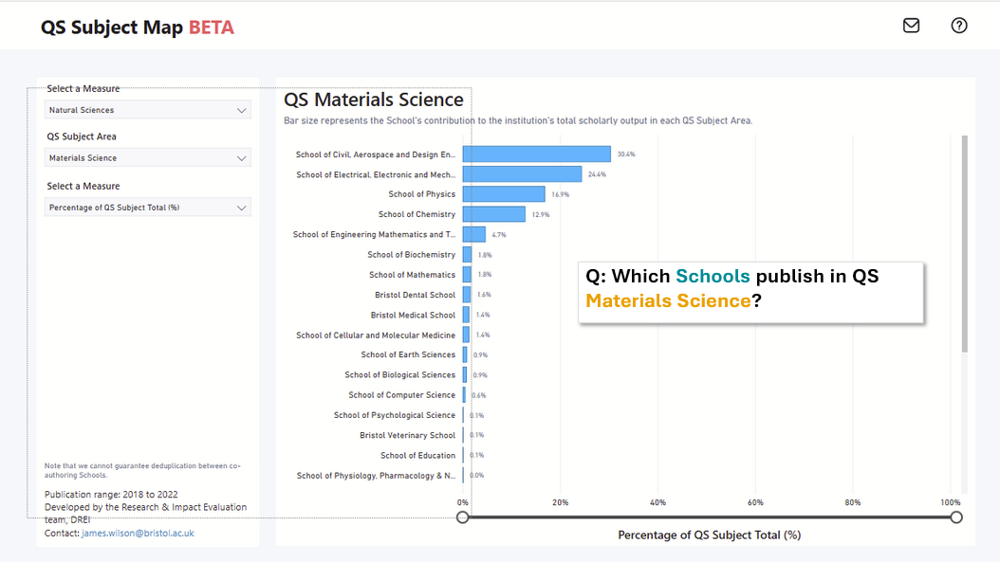 QS Subject Map BETA
Select a Measure
Natural Sciences
QS Subject Area
Materials Science
Select a Measure
Percentage of QS Subject Total (%)
Note that we cannot guarantee deduplication between co-
authoring Schools.
Publication range: 2018 to 2022
Developed by the Research & Impact Evaluation
team, DREI
Contact: james.wilson@bristol.ac.uk
QS Materials Science
Bar size represents the School's contribution to the institution's total scholarly output in each QS Subject Area.
School of Civil, Aerospace and Design En... 30.4%
School of Electrical, Electronic and Mech... 24.4%
School of Physics 16.9%
School of Chemistry 12.9%
School of Engineering Mathematics and T... 4.7%
School of Biochemistry 1.8%
School of Mathematics 1.8%
Bristol Dental School 1.6%
Bristol Medical School 1.4%
School of Cellular and Molecular Medicine 1.4%
School of Earth Sciences 0.9%
School of Biological Sciences 0.9%
School of Computer Science 0.6%
School of Psychological Science 0.1%
Bristol Veterinary School 0.1%
School of Education 0.1%
School of Physiology, Pharmacology & N... 0.0%
0% 20% 40% 60% 80% 100%
Percentage of QS Subject Total (%)
Q: Which Schools publish in QS
Materials Science?